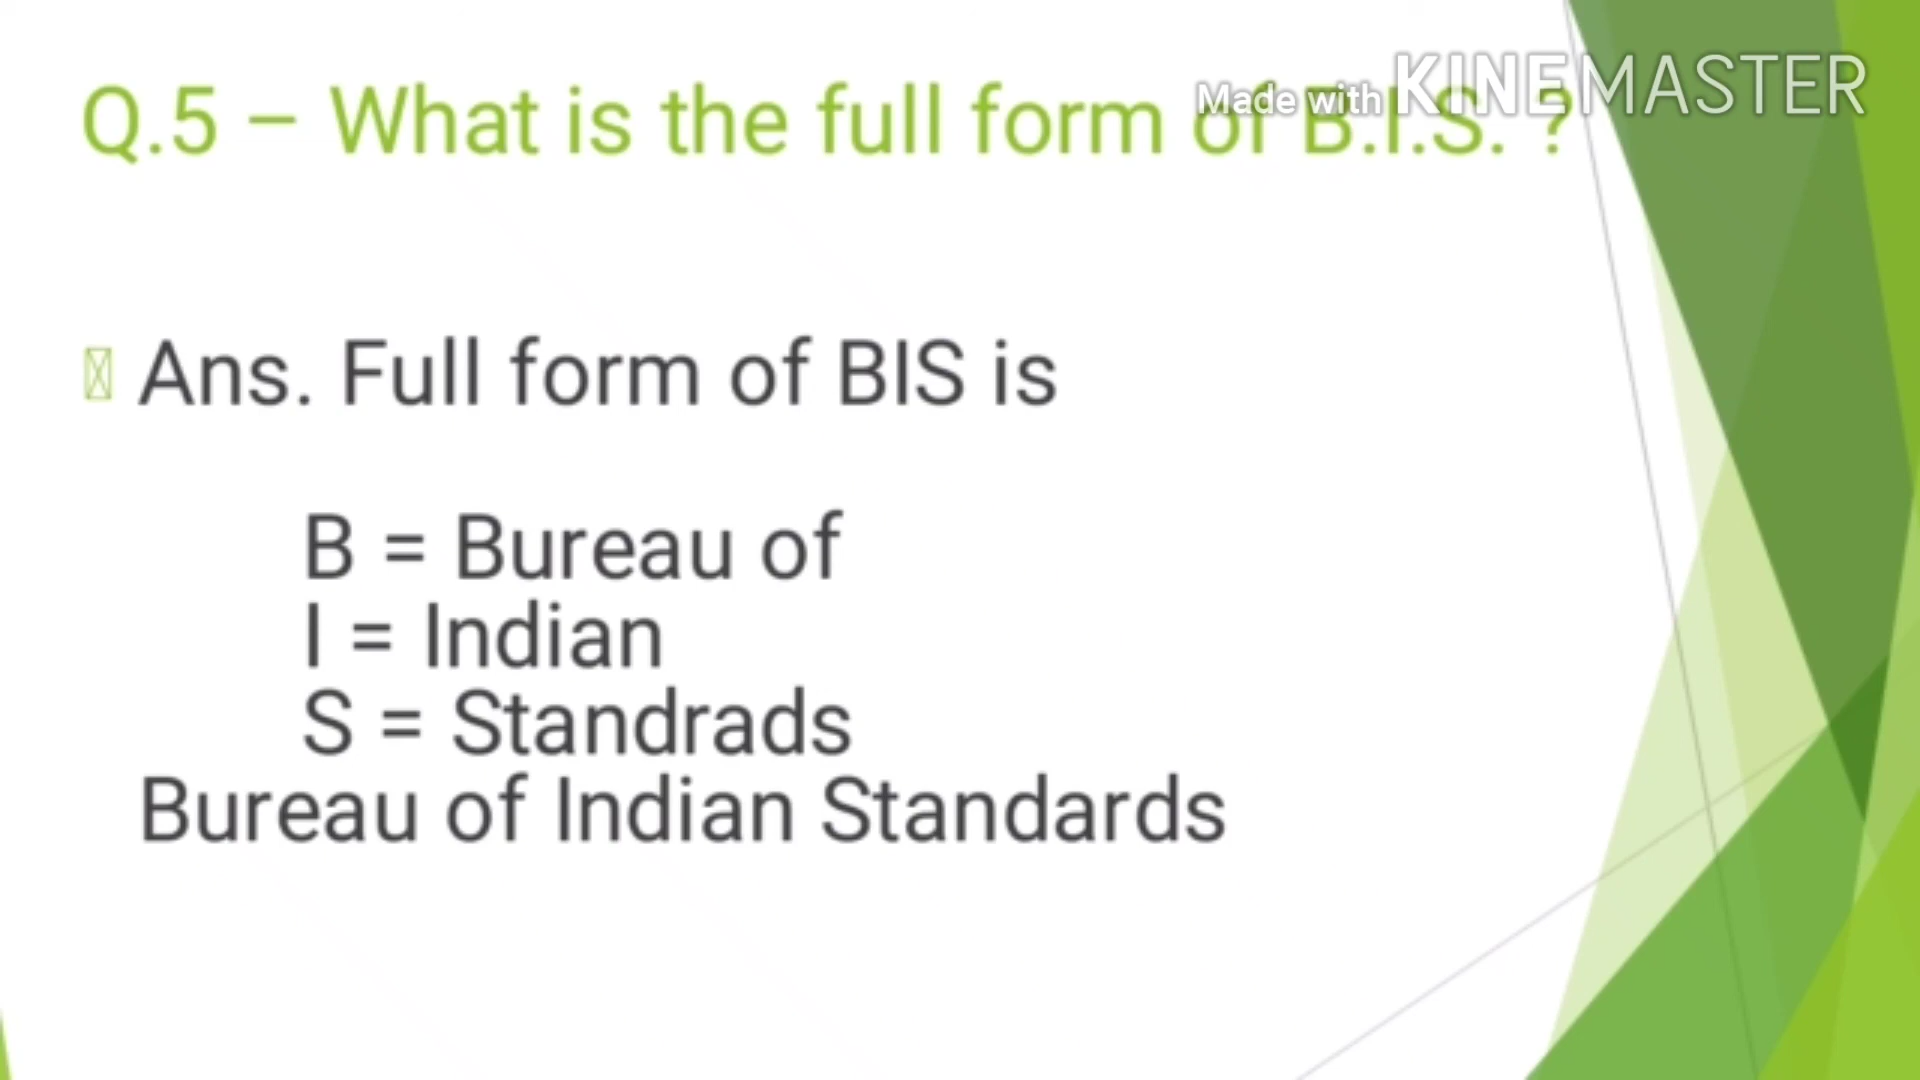 Made with KINEMASTER
Q.5 – What is the full form of B.I.S. ?
Ans. Full form of BIS is
B = Bureau of
I = Indian
S = Standrads
Bureau of Indian Standards